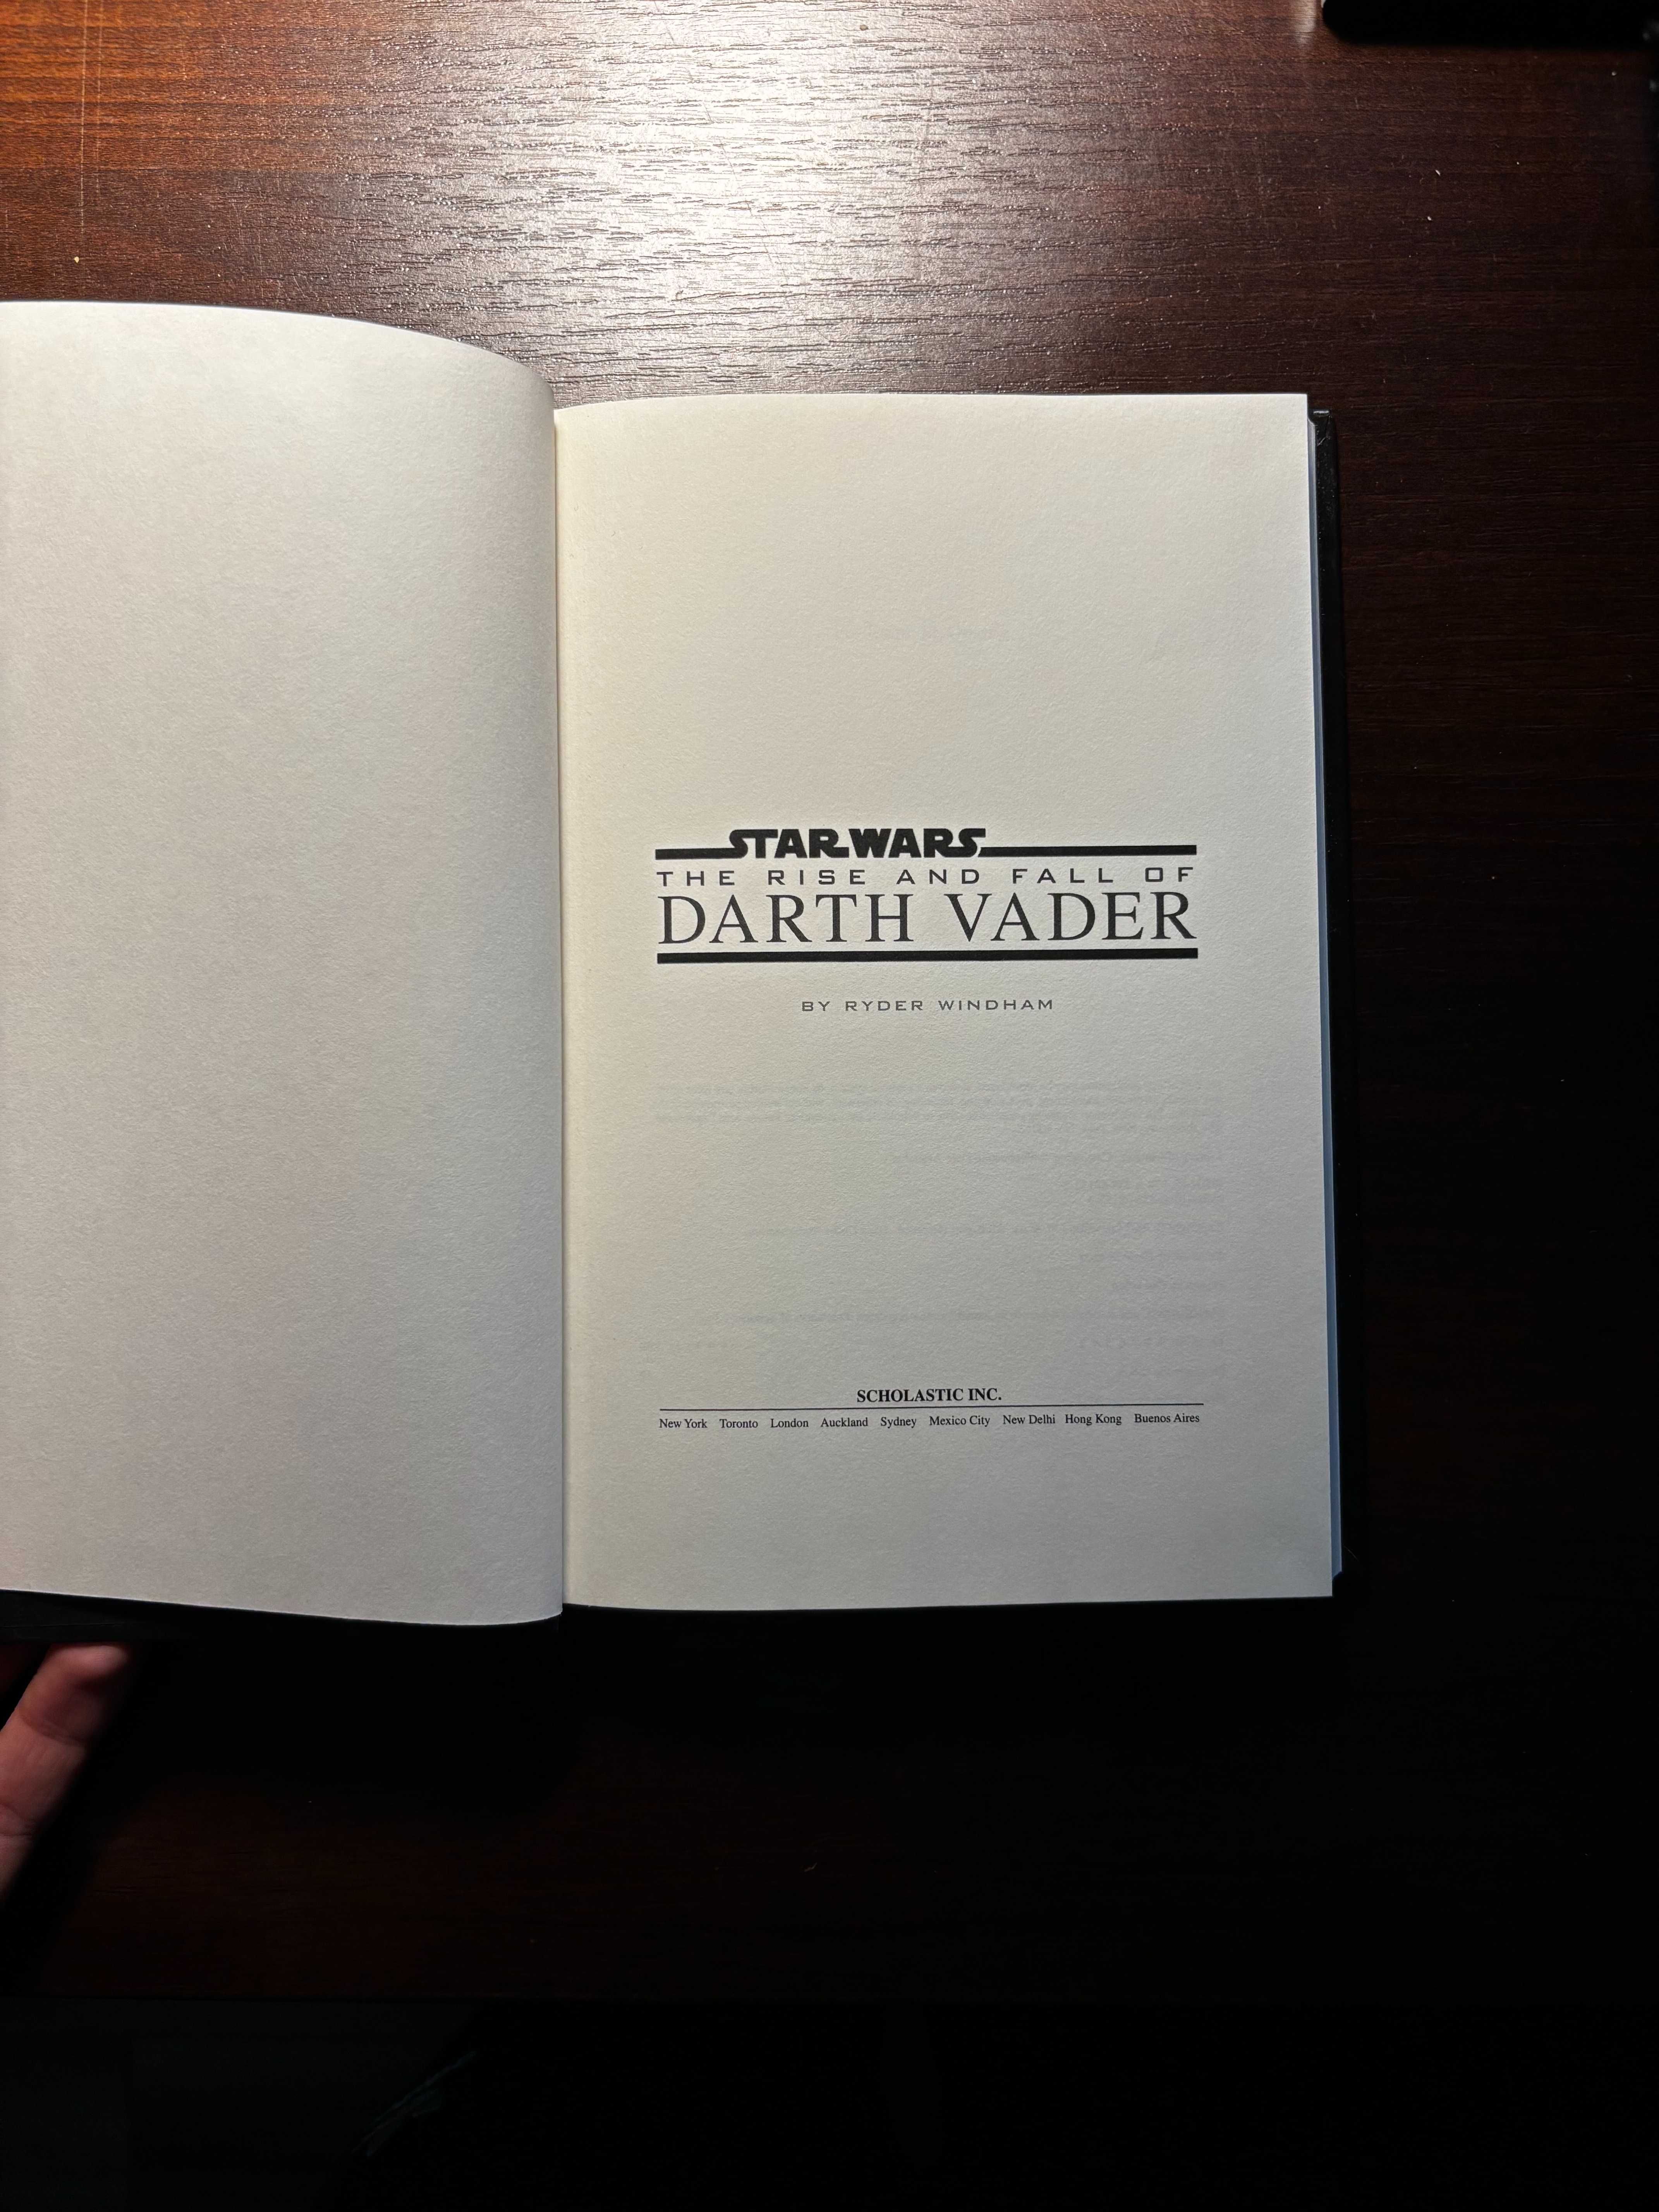 STAR WARS
THE RISE AND FALL OF
DARTH VADER
BY RYDER WINDHAM
SCHOLASTIC INC.
New York Toronto London Auckland Sydney Mexico City New Delhi Hong Kong Buenos Aires